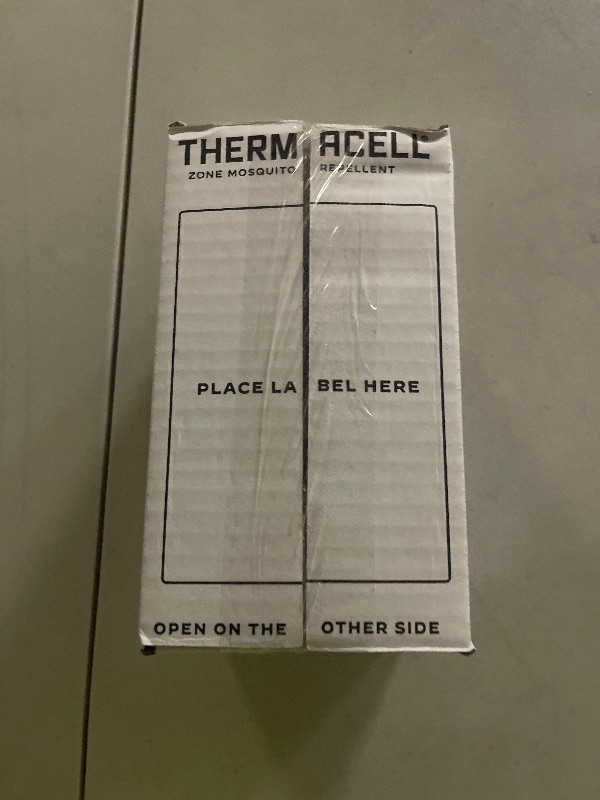 THERMACELL®
ZONE MOSQUITO REPELLENT
PLACE LABEL HERE
OPEN ON THE OTHER SIDE